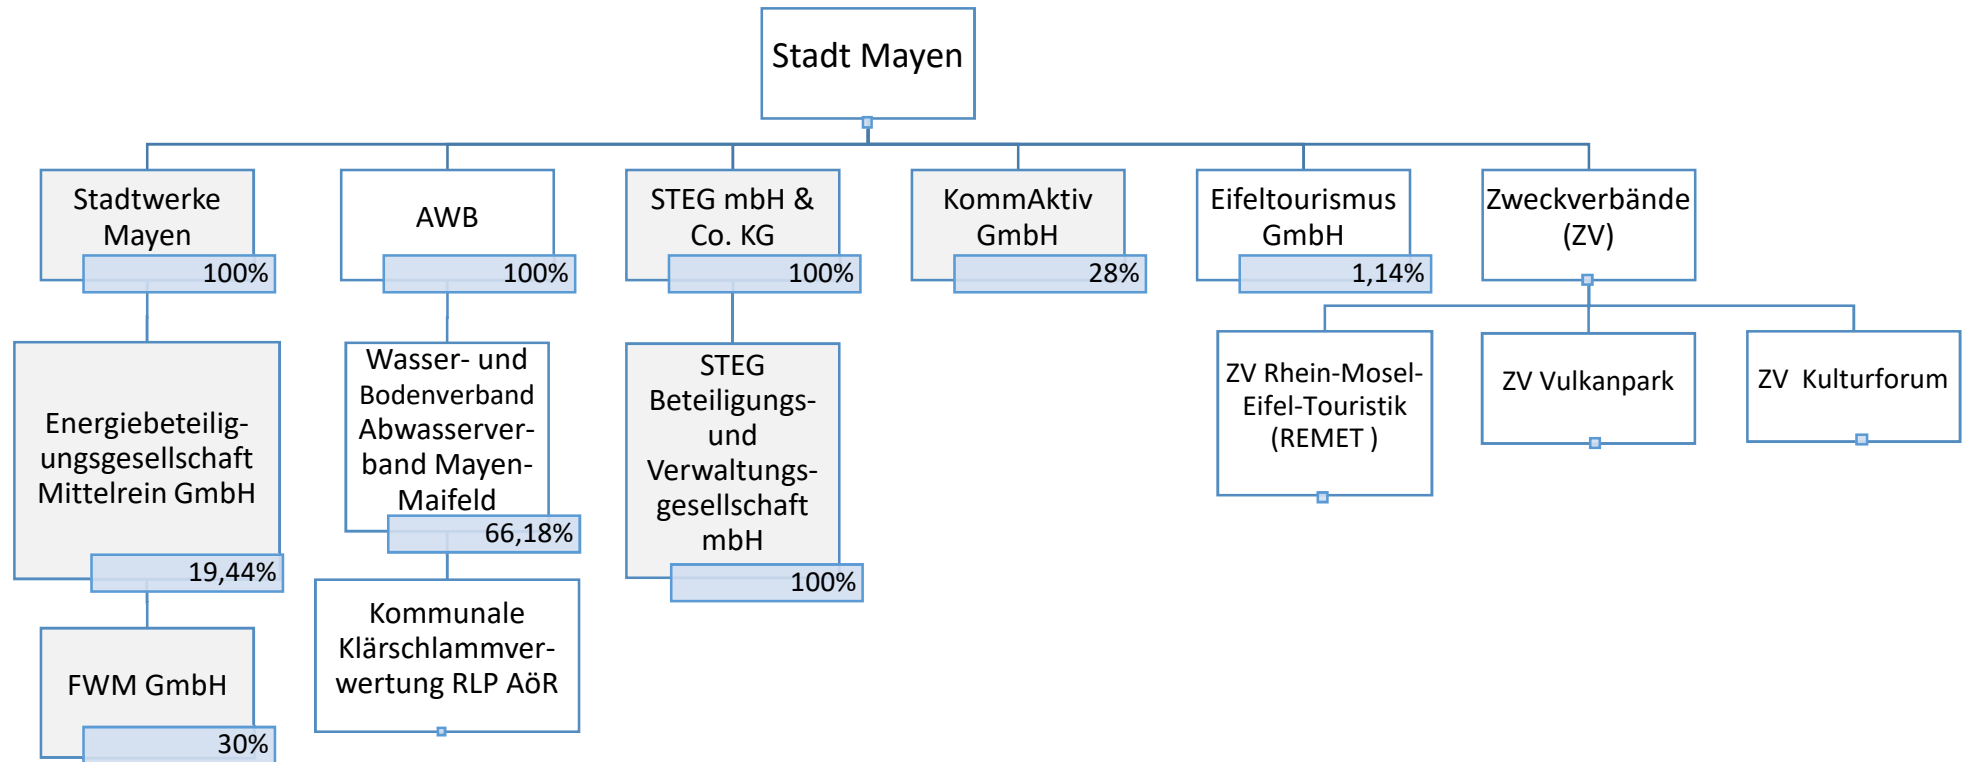 Stadt Mayen
Stadtwerke
Mayen
100%
AWB
100%
STEG mbH &
Co. KG
100%
KommAktiv
GmbH
28%
Eifeltourismus
GmbH
1,14%
Zweckverbände
(ZV)
Energiebeteilig-
ungsgesellschaft
Mittelrein GmbH
19,44%
Wasser- und
Bodenverband
Abwasserver-
band Mayen-
Maifeld
66,18%
STEG
Beteiligungs-
und
Verwaltungs-
gesellschaft
mbH
100%
ZV Rhein-Mosel-
Eifel-Touristik
(REMET )
ZV Vulkanpark
ZV Kulturforum
FWM GmbH
30%
Kommunale
Klärschlammver-
wertung RLP AöR